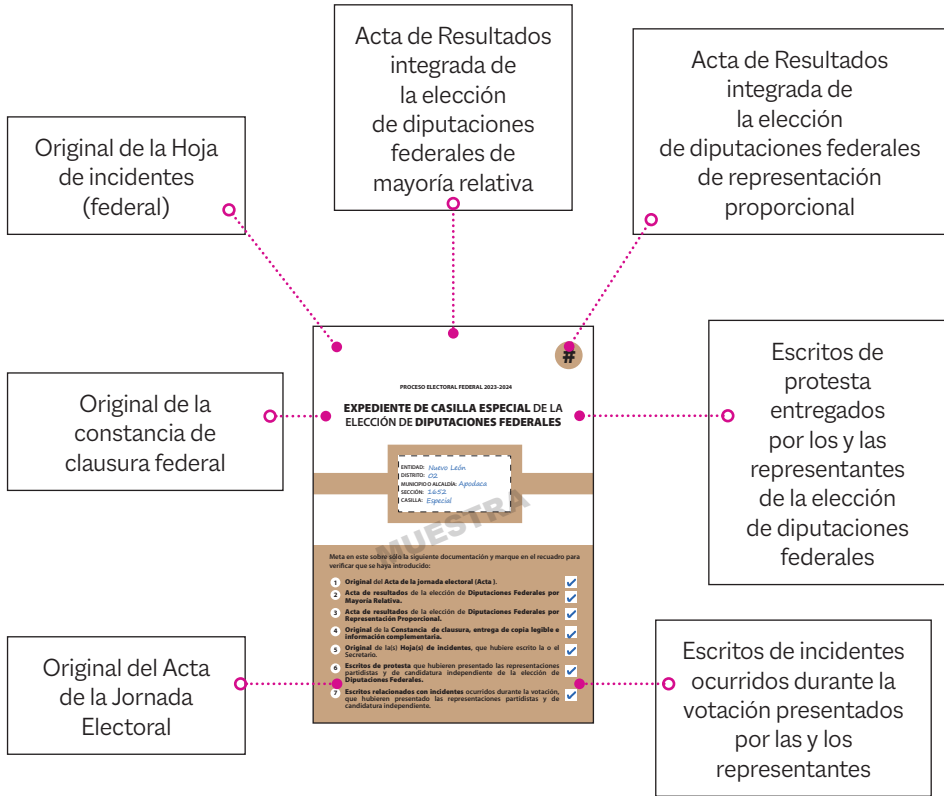 Acta de Resultados
integrada de
la elección
de diputaciones
federales de
mayoría relativa
Acta de Resultados
integrada de
la elección
de diputaciones federales
de representación
proporcional
Original de la Hoja
de incidentes
(federal)
Original de la
constancia de
clausura federal
Escritos de
protesta
entregados
por los y las
representantes
de la elección
de diputaciones
federales
#
PROCESO ELECTORAL FEDERAL 2023-2024
EXPEDIENTE DE CASILLA ESPECIAL DE LA
ELECCIÓN DE DIPUTACIONES FEDERALES
ENTIDAD: Nuevo León
DISTRITO: 02
MUNICIPIO O ALCALDÍA: Apodaca
SECCIÓN: 1652
CASILLA: Especial
MUESTRA
Meta en este sobre sólo la siguiente documentación y marque en el recuadro para
verificar que se haya introducido:
1 Original del Acta de la jornada electoral (Acta ).
2 Acta de resultados de la elección de Diputaciones Federales por
Mayoría Relativa.
3 Acta de resultados de la elección de Diputaciones Federales por
Representación Proporcional.
4 Original de la Constancia de clausura, entrega de copia legible e
información complementaria.
5 Original de la(s) Hoja(s) de incidentes, que hubiere escrito la o el
Secretario.
6 Escritos de protesta que hubieren presentado las representaciones
partidistas y de candidatura independiente de la elección de
Diputaciones Federales.
7 Escritos relacionados con incidentes ocurridos durante la votación,
que hubieren presentado las representaciones partidistas y de
candidatura independiente.
Original del Acta
de la Jornada
Electoral
Escritos de incidentes
ocurridos durante la
votación presentados
por las y los
representantes